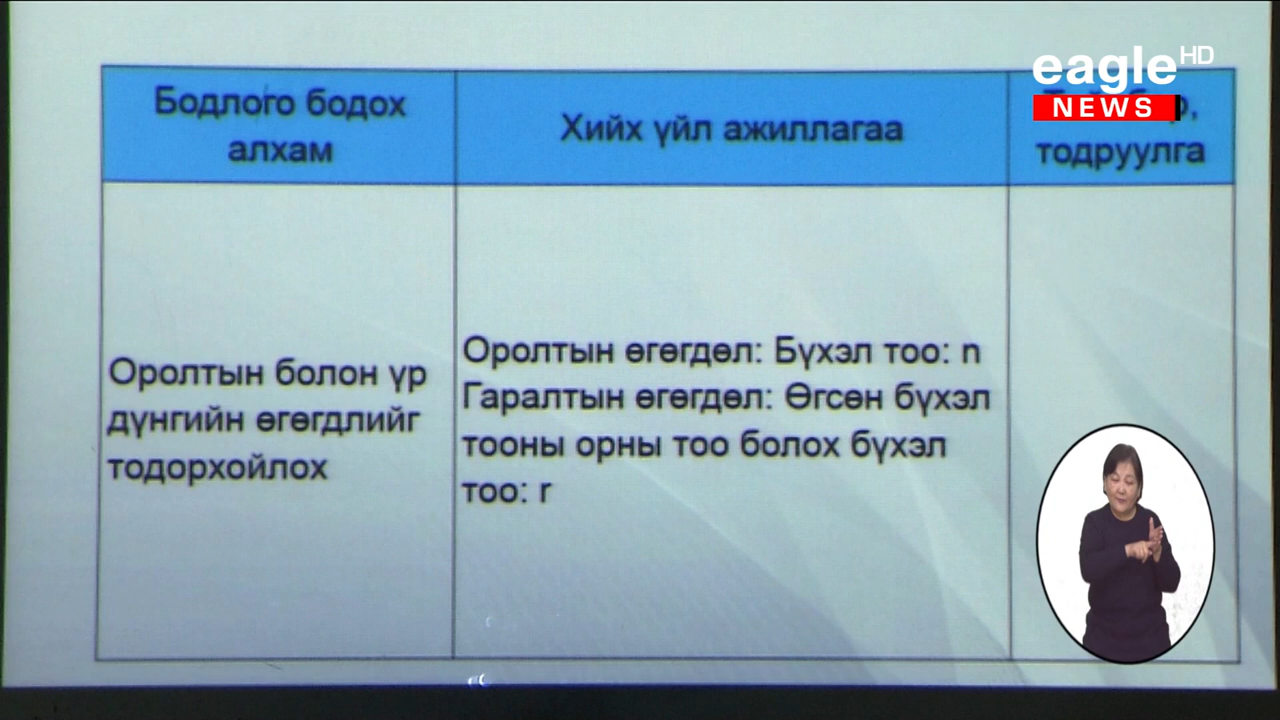 eagle HD
NEWS
Бодлого бодох
алхам
Хийх үйл ажиллагаа
тодруулга
Оролтын болон үр
дүнгийн өгөгдлийг
тодорхойлох
Оролтын өгөгдөл: Бүхэл тоо: n
Гаралтын өгөгдөл: Өгсөн бүхэл
тооны орны тоо болох бүхэл
тоо: r